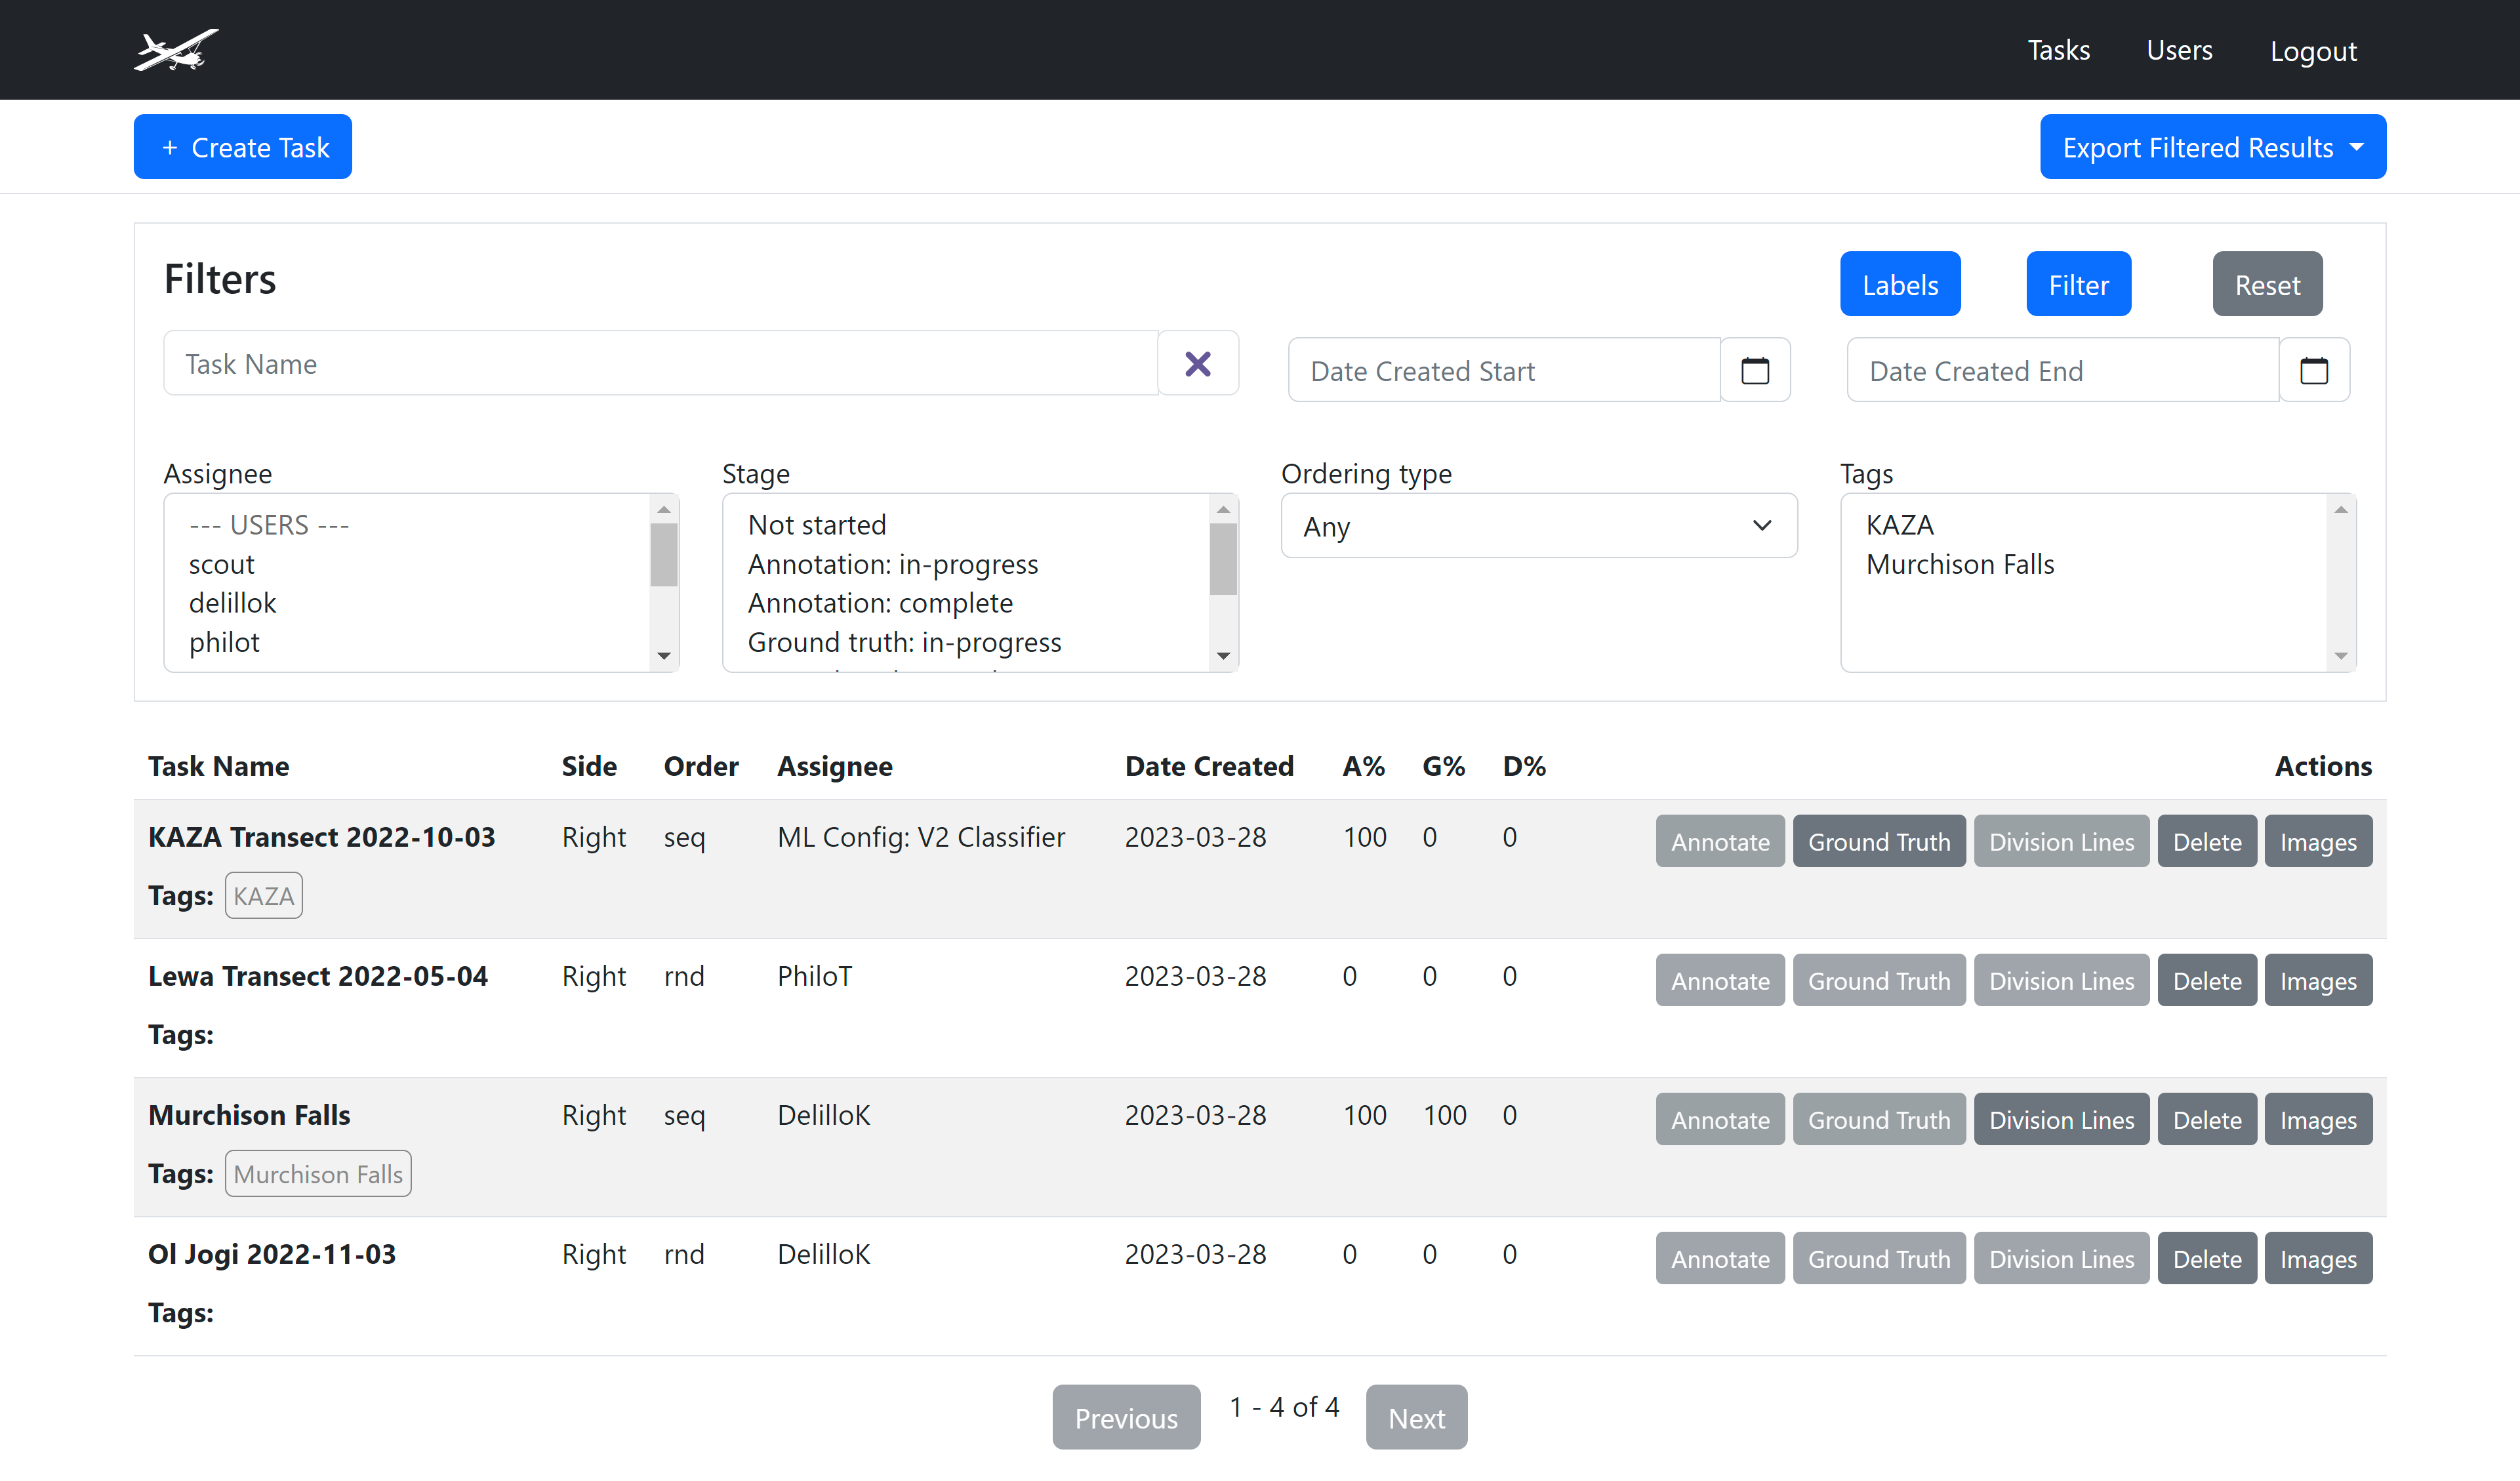 Tasks Users Logout
+ Create Task Export Filtered Results
Filters Labels Filter Reset
Task Name Date Created Start Date Created End
Assignee Stage Ordering type Tags
--- USERS --- Not started Any KAZA
scout Annotation: in-progress Murchison Falls
delillok Annotation: complete
philot Ground truth: in-progress
Task Name Side Order Assignee Date Created A% G% D% Actions
KAZA Transect 2022-10-03 Right seq ML Config: V2 Classifier 2023-03-28 100 0 0 Annotate Ground Truth Division Lines Delete Images
Tags: KAZA
Lewa Transect 2022-05-04 Right rnd PhiloT 2023-03-28 0 0 0 Annotate Ground Truth Division Lines Delete Images
Tags:
Murchison Falls Right seq DelilloK 2023-03-28 100 100 0 Annotate Ground Truth Division Lines Delete Images
Tags: Murchison Falls
Ol Jogi 2022-11-03 Right rnd DelilloK 2023-03-28 0 0 0 Annotate Ground Truth Division Lines Delete Images
Tags:
Previous 1 - 4 of 4 Next